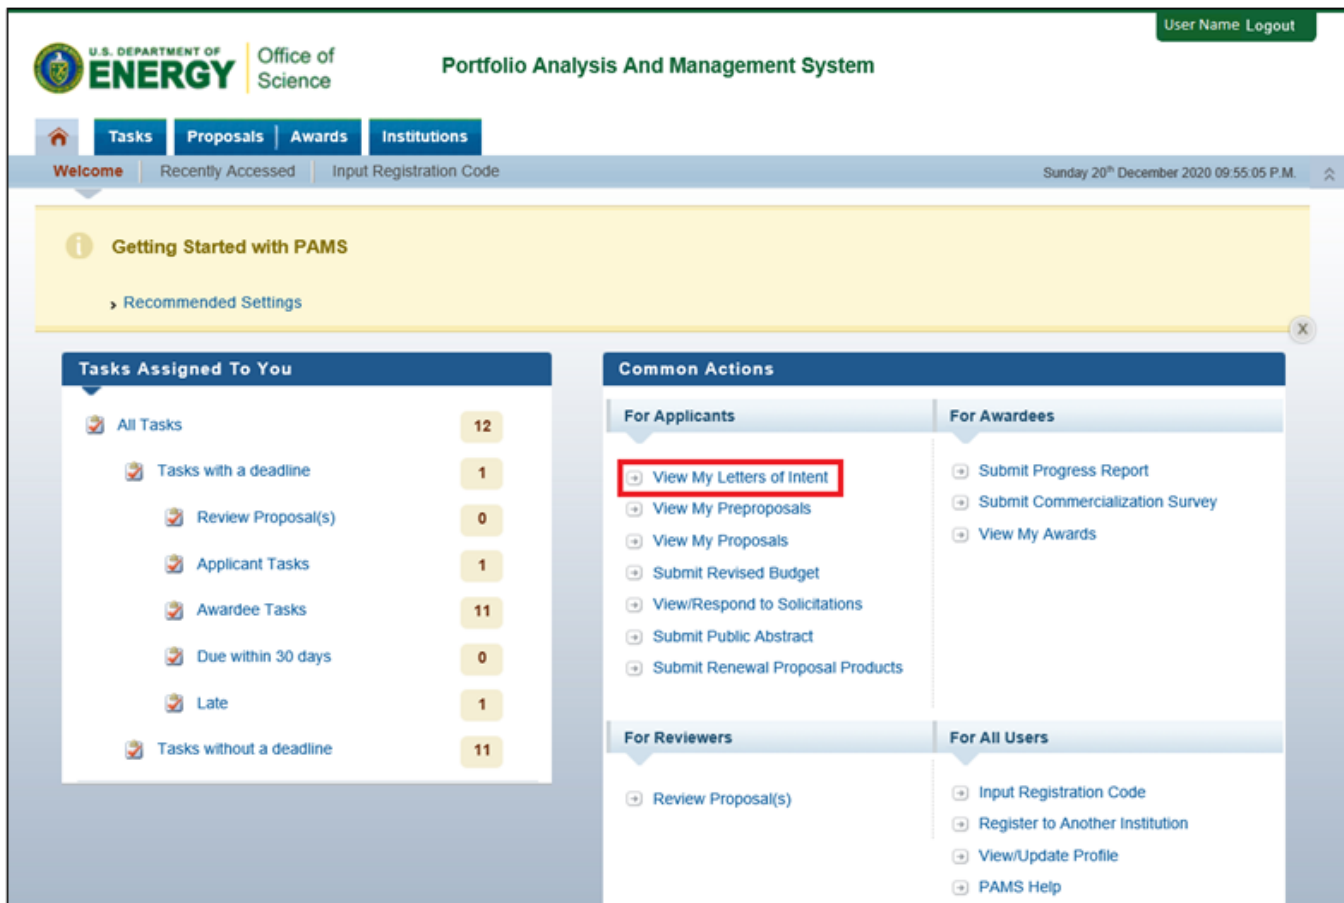 User Name Logout
U.S. DEPARTMENT OF
ENERGY
Office of
Science
Portfolio Analysis And Management System
Tasks
Proposals
Awards
Institutions
Welcome
Recently Accessed
Input Registration Code
Sunday 20th December 2020 09:55:05 P.M.
Getting Started with PAMS
Recommended Settings
X
Tasks Assigned To You
All Tasks 12
Tasks with a deadline 1
Review Proposal(s) 0
Applicant Tasks 1
Awardee Tasks 11
Due within 30 days 0
Late 1
Tasks without a deadline 11
Common Actions
For Applicants
View My Letters of Intent
View My Preproposals
View My Proposals
Submit Revised Budget
View/Respond to Solicitations
Submit Public Abstract
Submit Renewal Proposal Products
For Awardees
Submit Progress Report
Submit Commercialization Survey
View My Awards
For Reviewers
Review Proposal(s)
For All Users
Input Registration Code
Register to Another Institution
View/Update Profile
PAMS Help